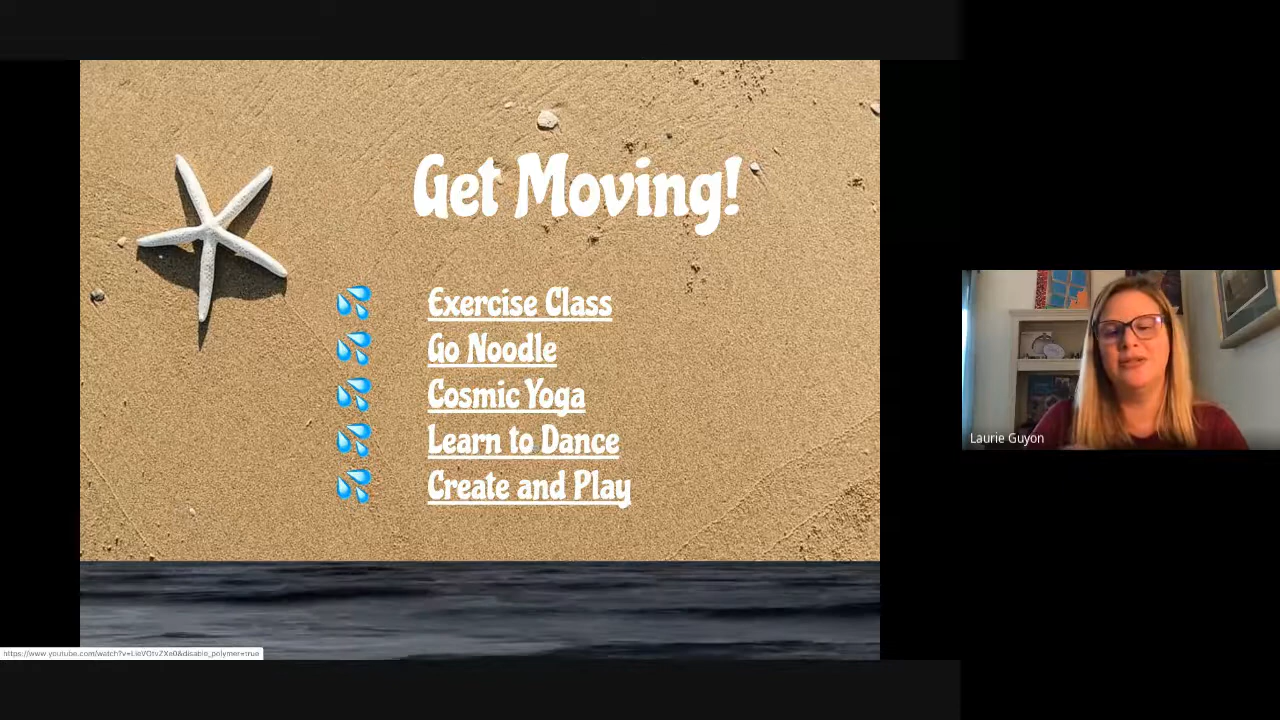 Get Moving!
Exercise Class
Go Noodle
Cosmic Yoga
Learn to Dance
Create and Play
Laurie Guyon